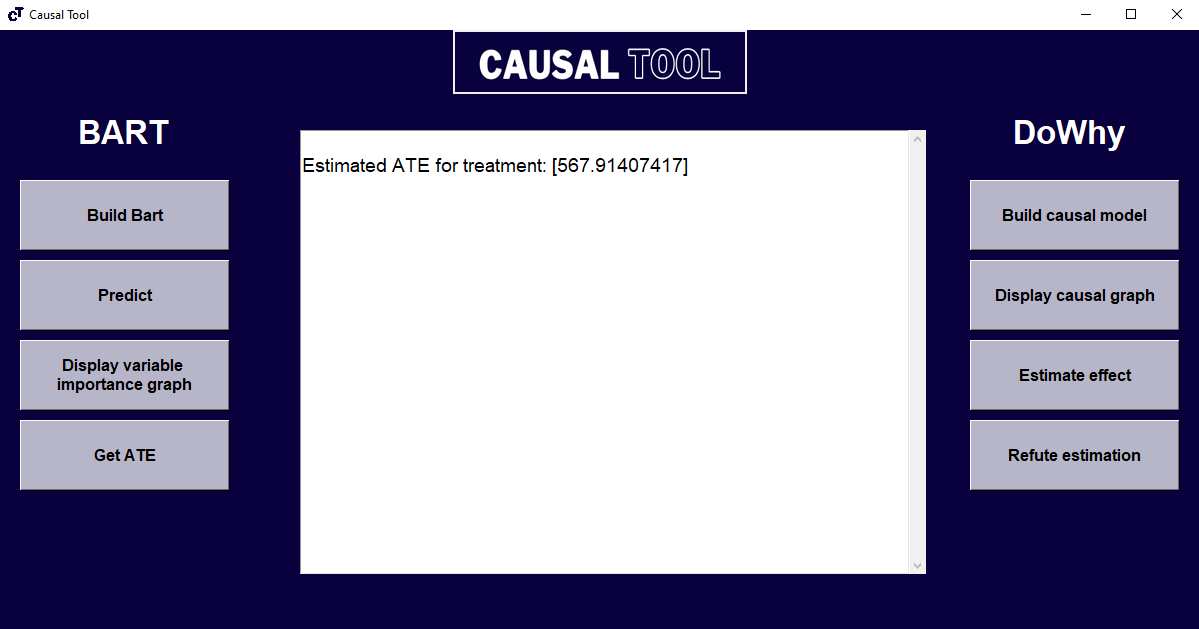 cT Causal Tool
CAUSAL TOOL
BART
Build Bart
Predict
Display variable
importance graph
Get ATE
Estimated ATE for treatment: [567.91407417]
DoWhy
Build causal model
Display causal graph
Estimate effect
Refute estimation